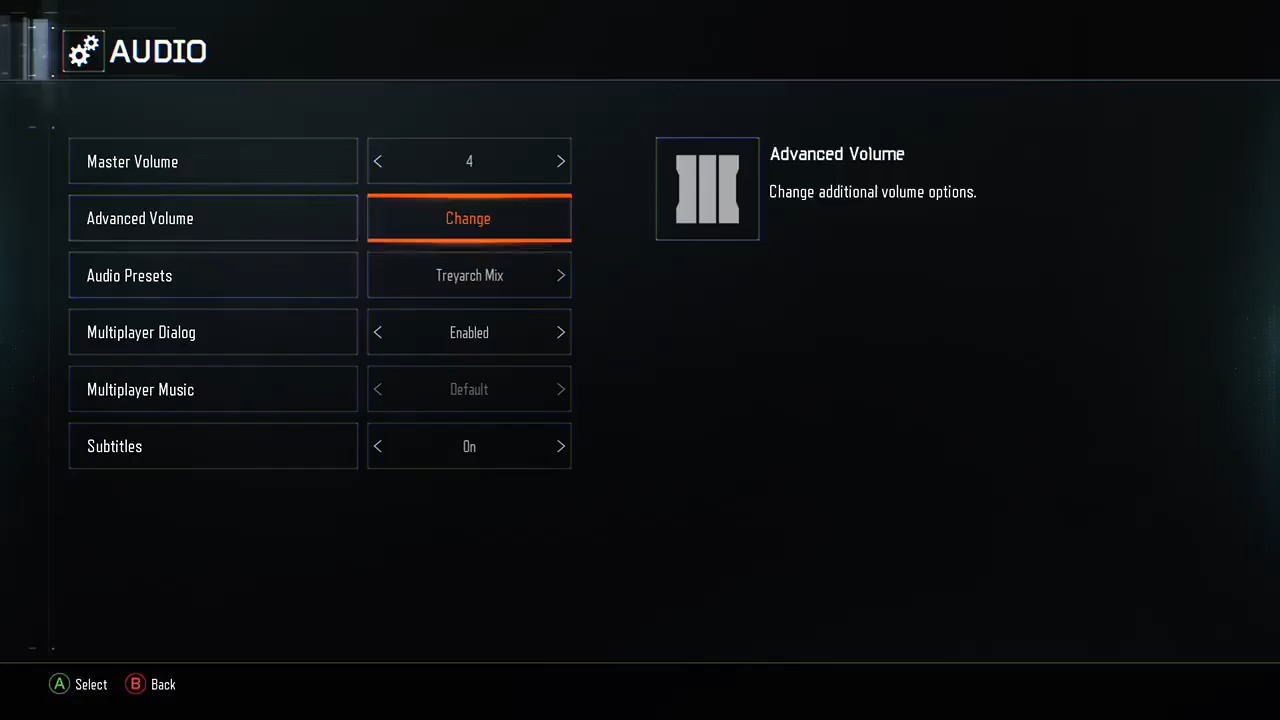 AUDIO
Master Volume
4
Advanced Volume
Change
Audio Presets
Treyarch Mix
Multiplayer Dialog
Enabled
Multiplayer Music
Default
Subtitles
On
Advanced Volume
Change additional volume options.
A Select B Back